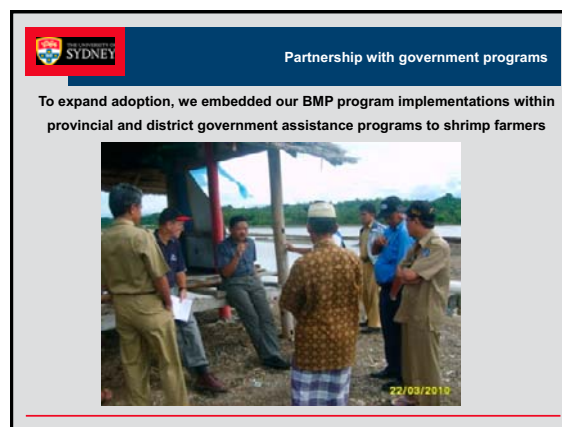 THE UNIVERSITY OF
SYDNEY
Partnership with government programs
To expand adoption, we embedded our BMP program implementations within
provincial and district government assistance programs to shrimp farmers
22/03/2010